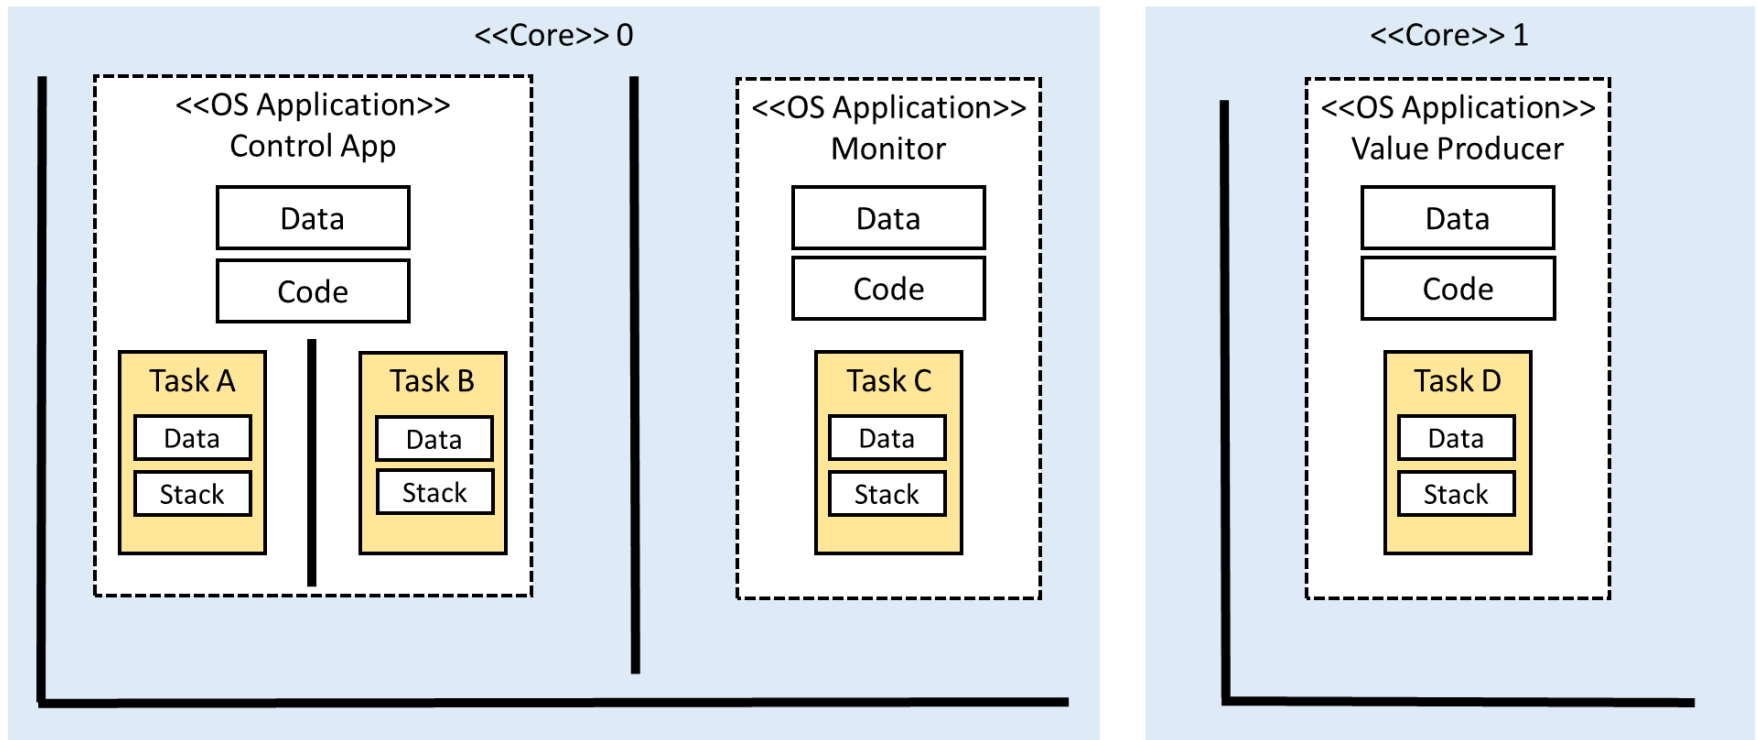 <<Core>> 0
<<OS Application>>
Control App
Data
Code
Task A
Data
Stack
Task B
Data
Stack
<<OS Application>>
Monitor
Data
Code
Task C
Data
Stack
<<Core>> 1
<<OS Application>>
Value Producer
Data
Code
Task D
Data
Stack